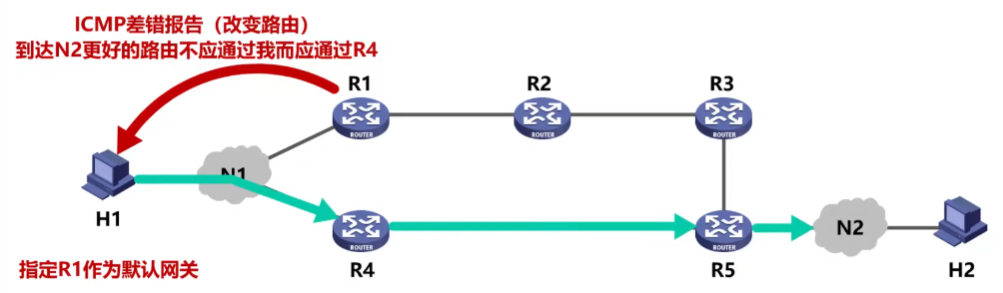 ICMP差错报告（改变路由）
到达N2更好的路由不应通过我而应通过R4
R1
R2
R3
ROUTER
ROUTER
ROUTER
N1
H1
ROUTER
ROUTER
N2
R4
R5
H2
指定R1作为默认网关